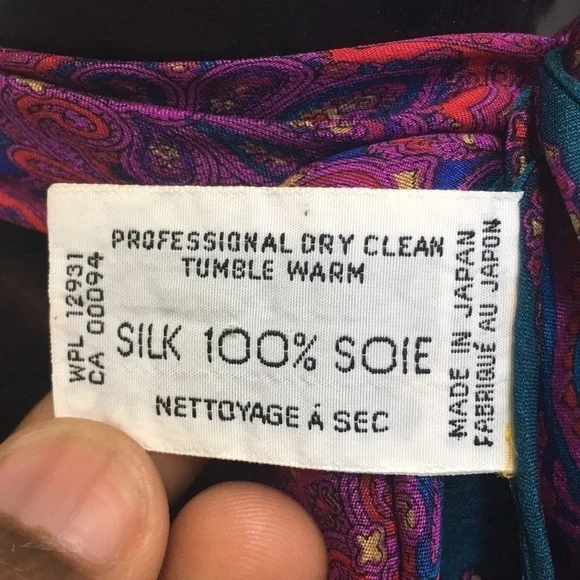 PROFESSIONAL DRY CLEAN
TUMBLE WARM
SILK 100% SOIE
NETTOYAGE À SEC
WPL 12931
CA 00094
MADE IN JAPAN
FABRIQUÉ AU JAPON